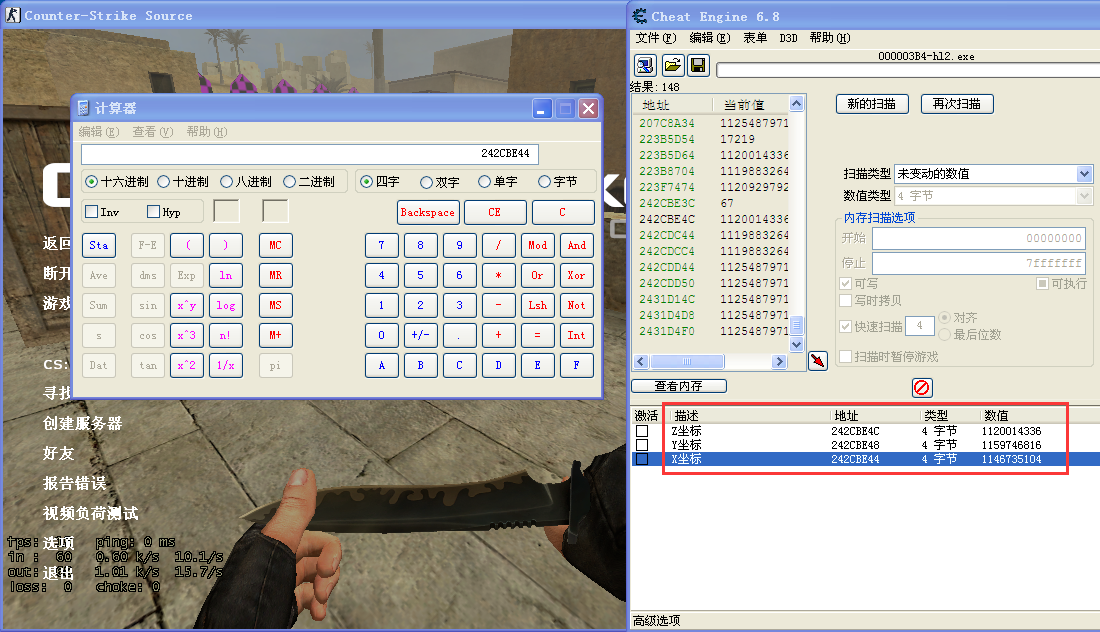 Counter-Strike Source
返回
断开
游戏
CS:
寻找
创建服务器
好友
报告错误
视频负荷测试
选项
退出
fps:
ping: 0 ms
in : 60 0.60 k/s 10.1/s
out: 1.01 k/s 15.7/s
loss: 0 choke: 0
计算器
编辑(E) 查看(V) 帮助(H)
242CBE44
十六进制 十进制 八进制 二进制 四字 双字 单字 字节
Inv Hyp Backspace CE C
Sta F-E ( ) MC 7 8 9 / Mod And
Ave dms Exp ln MR 4 5 6 * Or Xor
Sum sin x^y log MS 1 2 3 - Lsh Not
s cos x^3 n! M+ 0 +/- . + = Int
Dat tan x^2 1/x pi A B C D E F
Cheat Engine 6.8
文件(F) 编辑(E) 表单 D3D 帮助(H)
000003B4-hl2.exe
结果: 148
地址 当前值
207C8A34 1125487971
223B5D54 17219
223B5D64 1120014336
223B8704 1119883264
223F7474 1120929792
242CBE3C 67
242CBE4C 1120014336
242CDC44 1119883264
242CDCC4 1119883264
242CDD44 1125487971
242CDD50 1125487971
2431D14C 1125487971
2431D4D8 1125487971
2431D4F0 1125487971
新的扫描 再次扫描
扫描类型 未变动的数值
数值类型 4 字节
内存扫描选项
开始 00000000
停止 7fffffff
可写 可执行
写时拷贝
快速扫描 4 对齐
最后位数
扫描时暂停游戏
查看内存
激活 描述 地址 类型 数值
Z坐标 242CBE4C 4 字节 1120014336
Y坐标 242CBE48 4 字节 1159746816
X坐标 242CBE44 4 字节 1146735104
高级选项